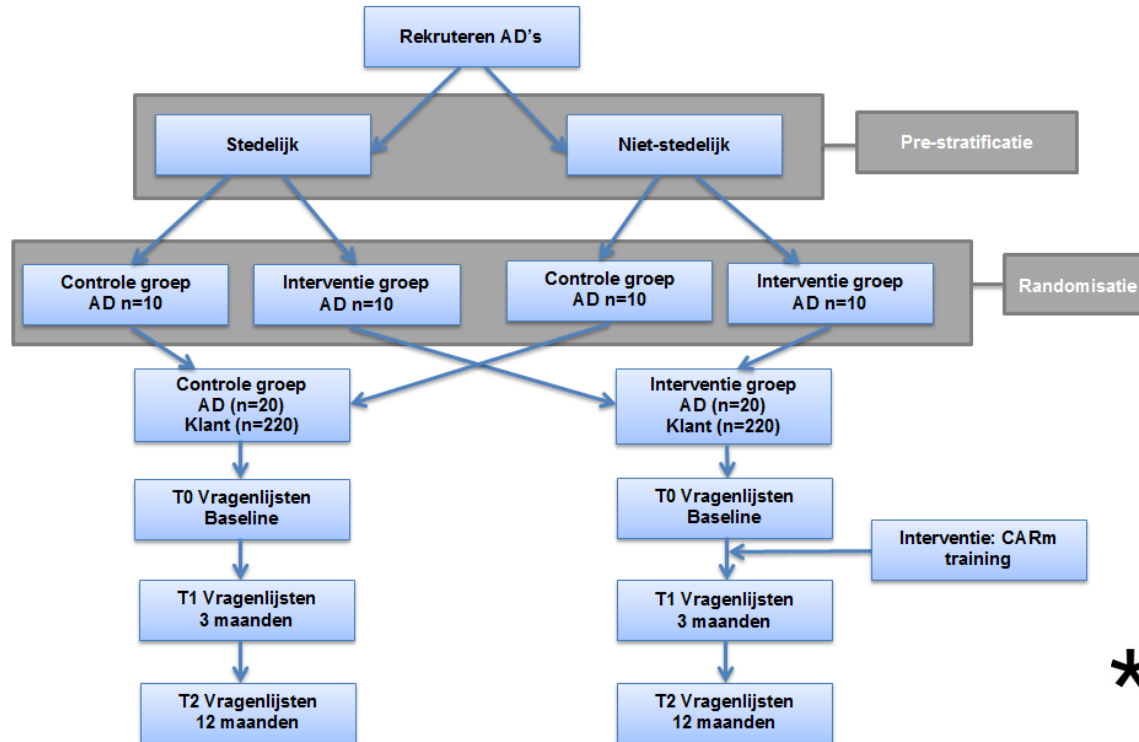 Rekruteren AD's
Stedelijk
Niet-stedelijk
Pre-stratificatie
Controle groep
AD n=10
Interventie groep
AD n=10
Controle groep
AD n=10
Interventie groep
AD n=10
Randomisatie
Controle groep
AD (n=20)
Klant (n=220)
Interventie groep
AD (n=20)
Klant (n=220)
T0 Vragenlijsten
Baseline
T0 Vragenlijsten
Baseline
Interventie: CARm
training
T1 Vragenlijsten
3 maanden
T1 Vragenlijsten
3 maanden
T2 Vragenlijsten
12 maanden
T2 Vragenlijsten
12 maanden
*